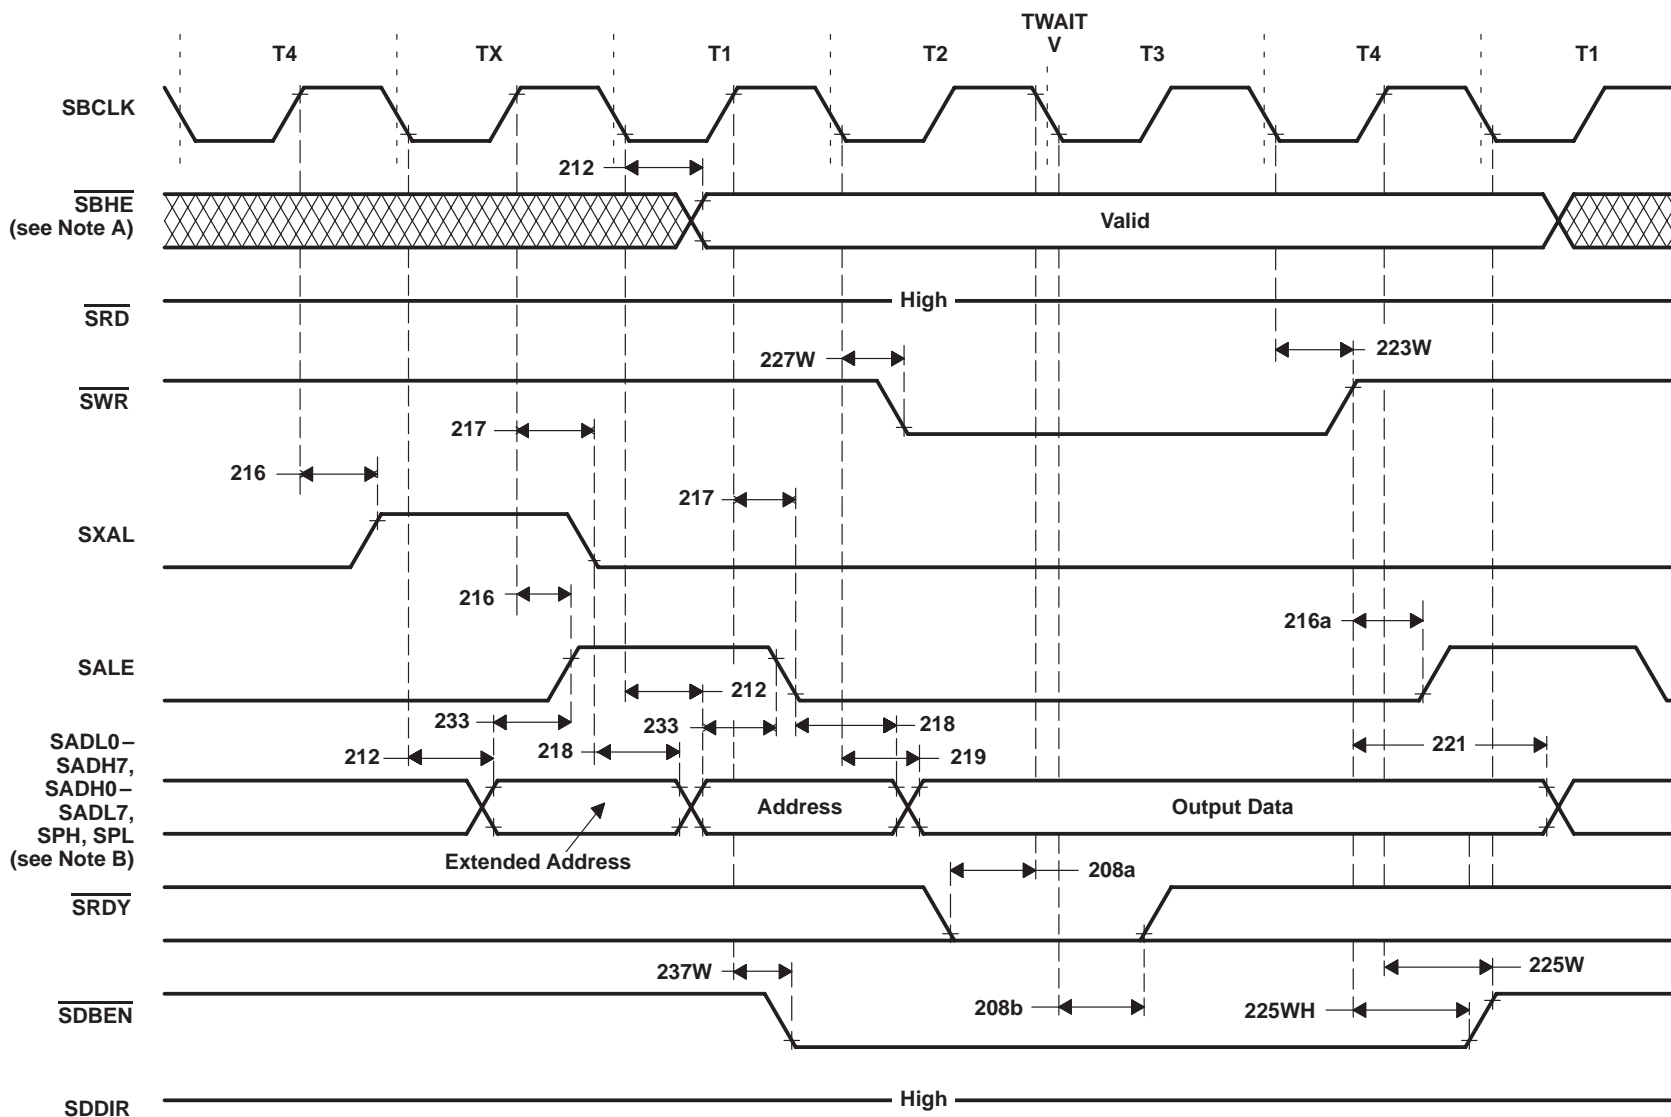 TWAIT
T4 TX T1 T2 V T3 T4 T1
SBCLK
212
SBHE
(see Note A)
Valid
High
SRD
227W
223W
SWR
217
216
217
SXAL
216
216a
SALE
212
233
233
218
SADL0–
SADH7,
SADH0–
SADL7,
SPH, SPL
(see Note B)
212
218
219
221
Address
Output Data
Extended Address
208a
SRDY
237W
225W
208b
225WH
SDBEN
High
SDDIR